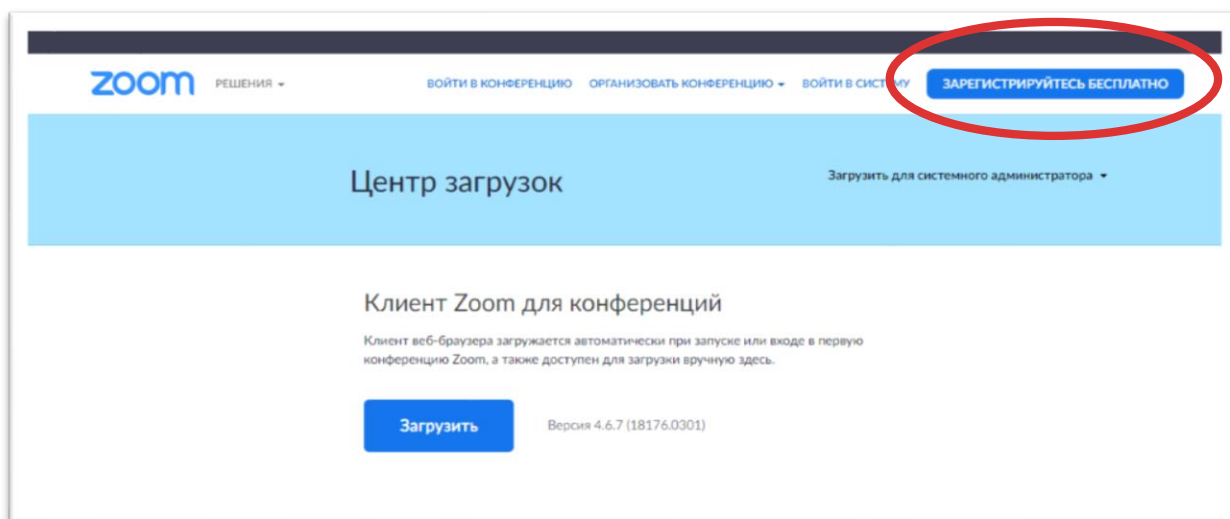 zoom РЕШЕНИЯ ВОЙТИ В КОНФЕРЕНЦИЮ ОРГАНИЗОВАТЬ КОНФЕРЕНЦИЮ ВОЙТИ В СИСТЕМУ ЗАРЕГИСТРИРУЙТЕСЬ БЕСПЛАТНО
Центр загрузок Загрузить для системного администратора
Клиент Zoom для конференций
Клиент веб-браузера загружается автоматически при запуске или входе в первую
конференцию Zoom, а также доступен для загрузки вручную здесь.
Загрузить Версия 4.6.7 (18176.0301)